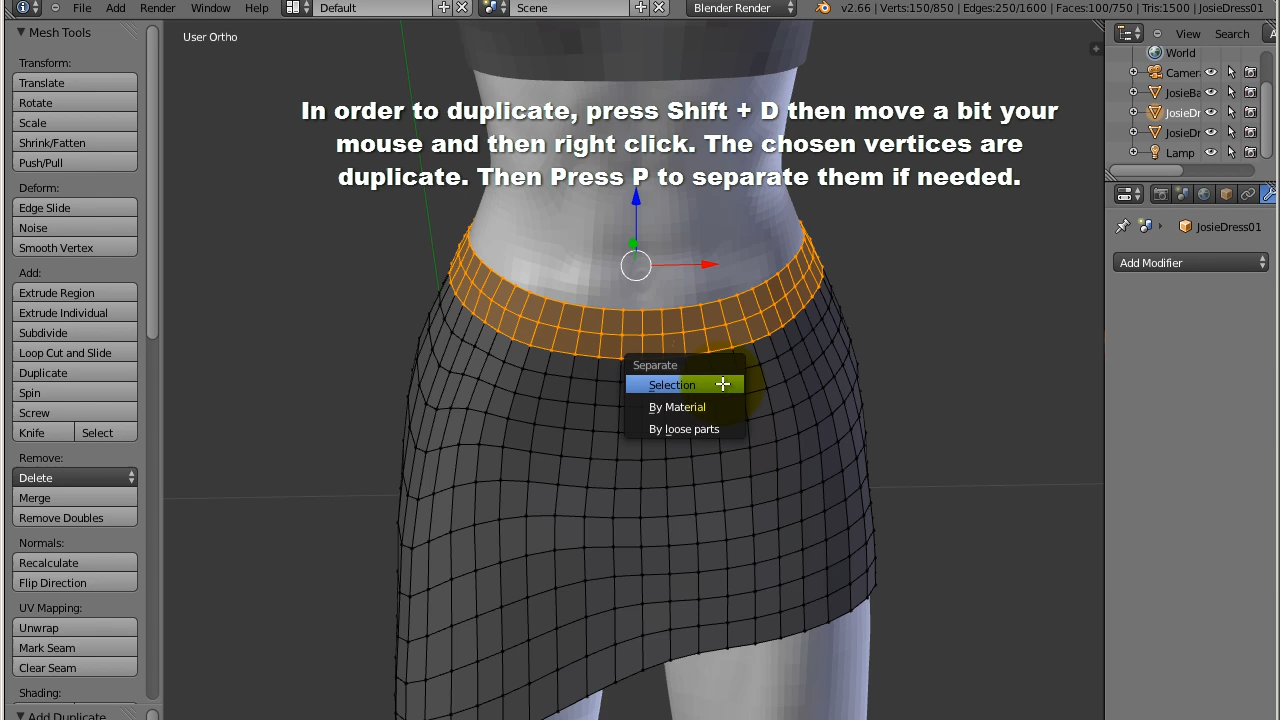 File Add Render Window Help Default Scene Blender Render v2.66 | Verts:150/850 | Edges:250/1600 | Faces:100/750 | Tris:1500 | JosieDress01
Mesh Tools
User Ortho
View Search
World
Transform:
Translate
Rotate
Scale
Shrink/Fatten
Push/Pull
Deform:
Edge Slide
Noise
Smooth Vertex
Add:
Extrude Region
Extrude Individual
Subdivide
Loop Cut and Slide
Duplicate
Spin
Screw
Knife Select
Remove:
Delete
Merge
Remove Doubles
Normals:
Recalculate
Flip Direction
UV Mapping:
Unwrap
Mark Seam
Clear Seam
Shading:
Add Duplicate
In order to duplicate, press Shift + D then move a bit your
mouse and then right click. The chosen vertices are
duplicate. Then Press P to separate them if needed.
Separate
Selection
By Material
By loose parts
Camera
JosieBa
JosieDr
JosieDr
Lamp
JosieDress01
Add Modifier